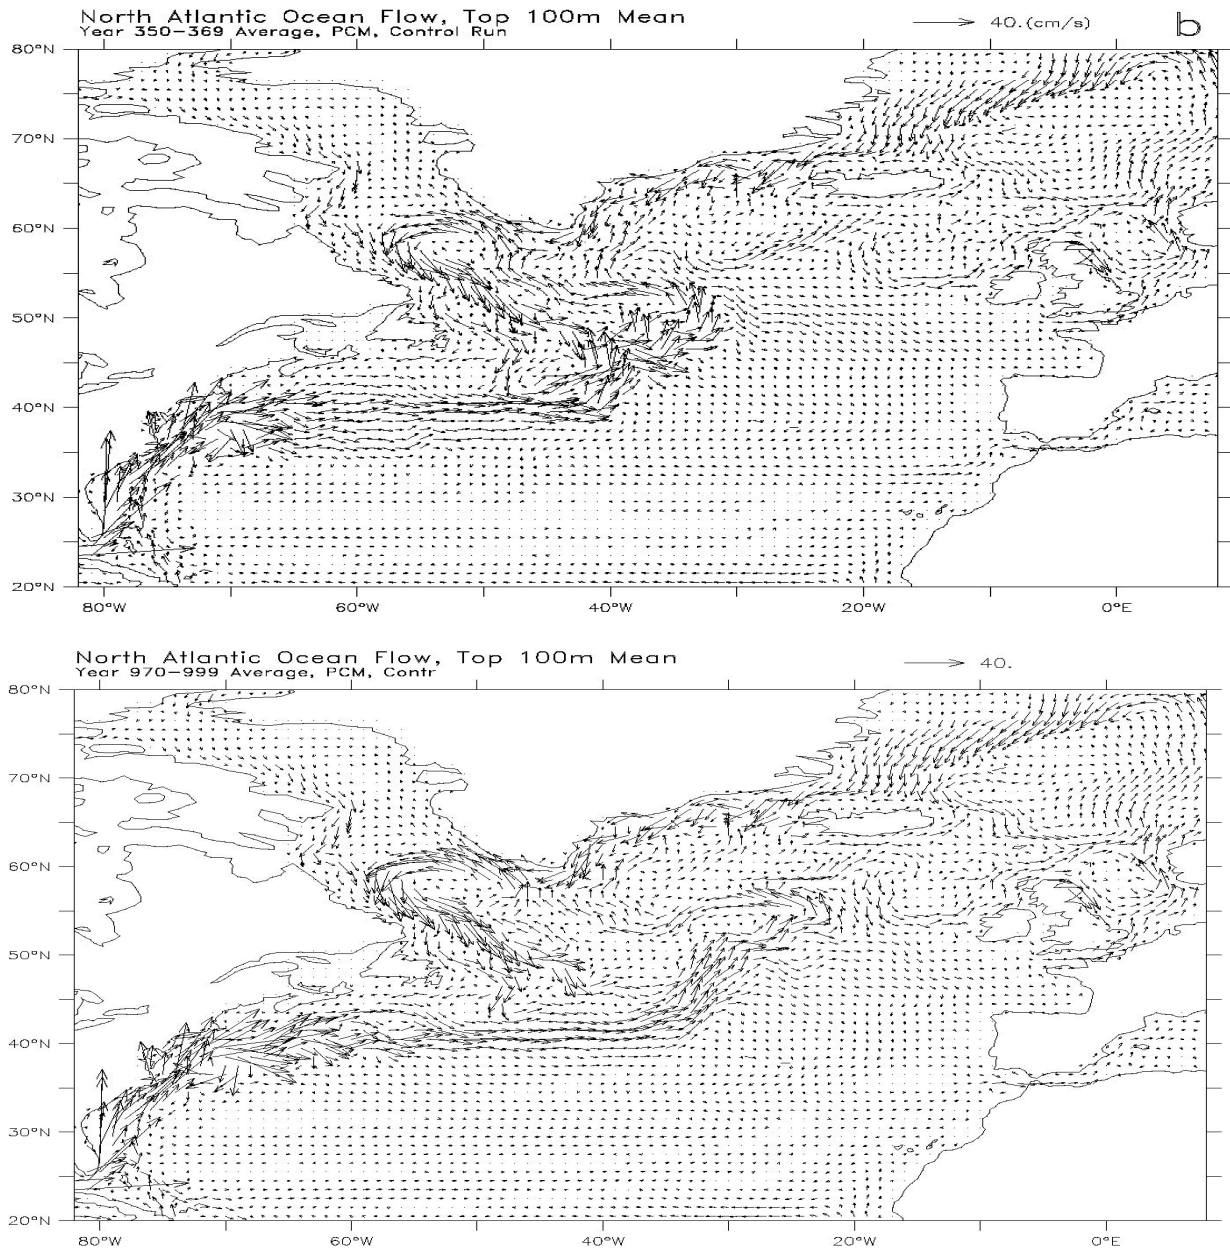 North Atlantic Ocean Flow, Top 100m Mean
Year 350-369 Average, PCM, Control Run
40.(cm/s)
b
80°N
70°N
60°N
50°N
40°N
30°N
20°N
80°W 60°W 40°W 20°W 0°E
North Atlantic Ocean Flow, Top 100m Mean
Year 970-999 Average, PCM, Contr
40.
80°N
70°N
60°N
50°N
40°N
30°N
20°N
80°W 60°W 40°W 20°W 0°E